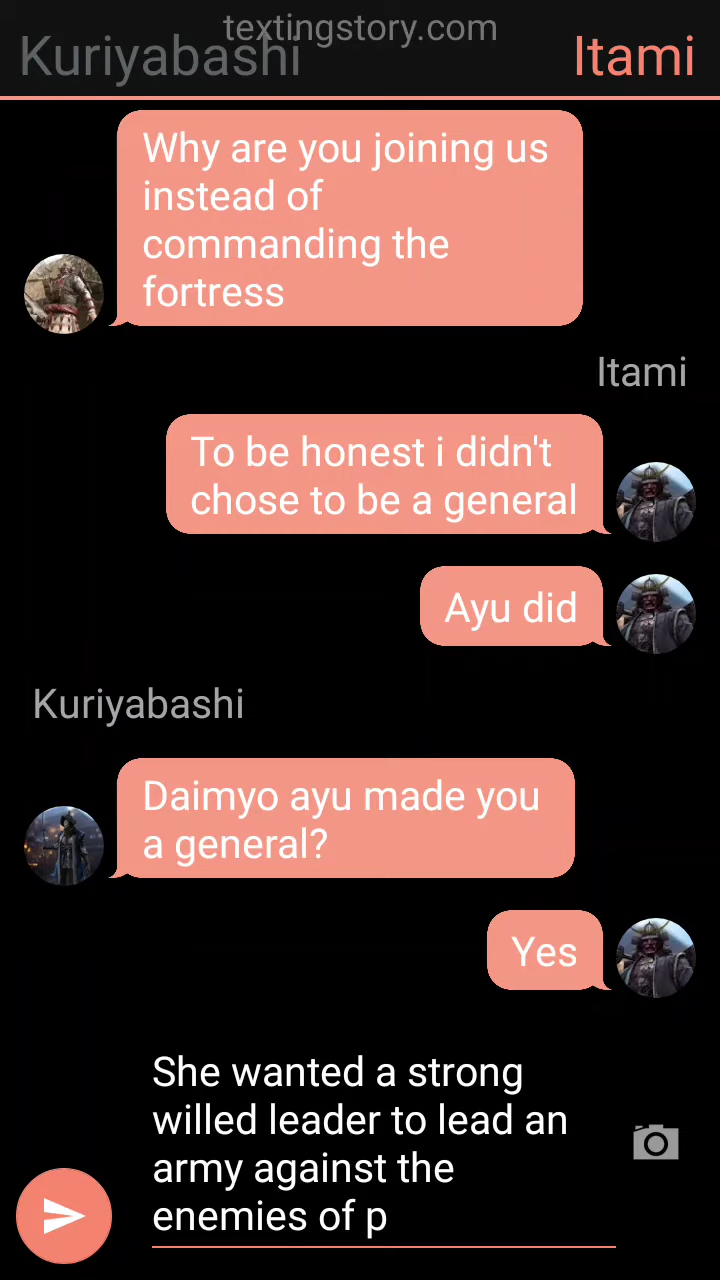 textingstory.com
Kuriyabashi
Itami
Why are you joining us
instead of
commanding the
fortress
Itami
To be honest i didn't
chose to be a general
Ayu did
Kuriyabashi
Daimyo ayu made you
a general?
Yes
She wanted a strong
willed leader to lead an
army against the
enemies of p